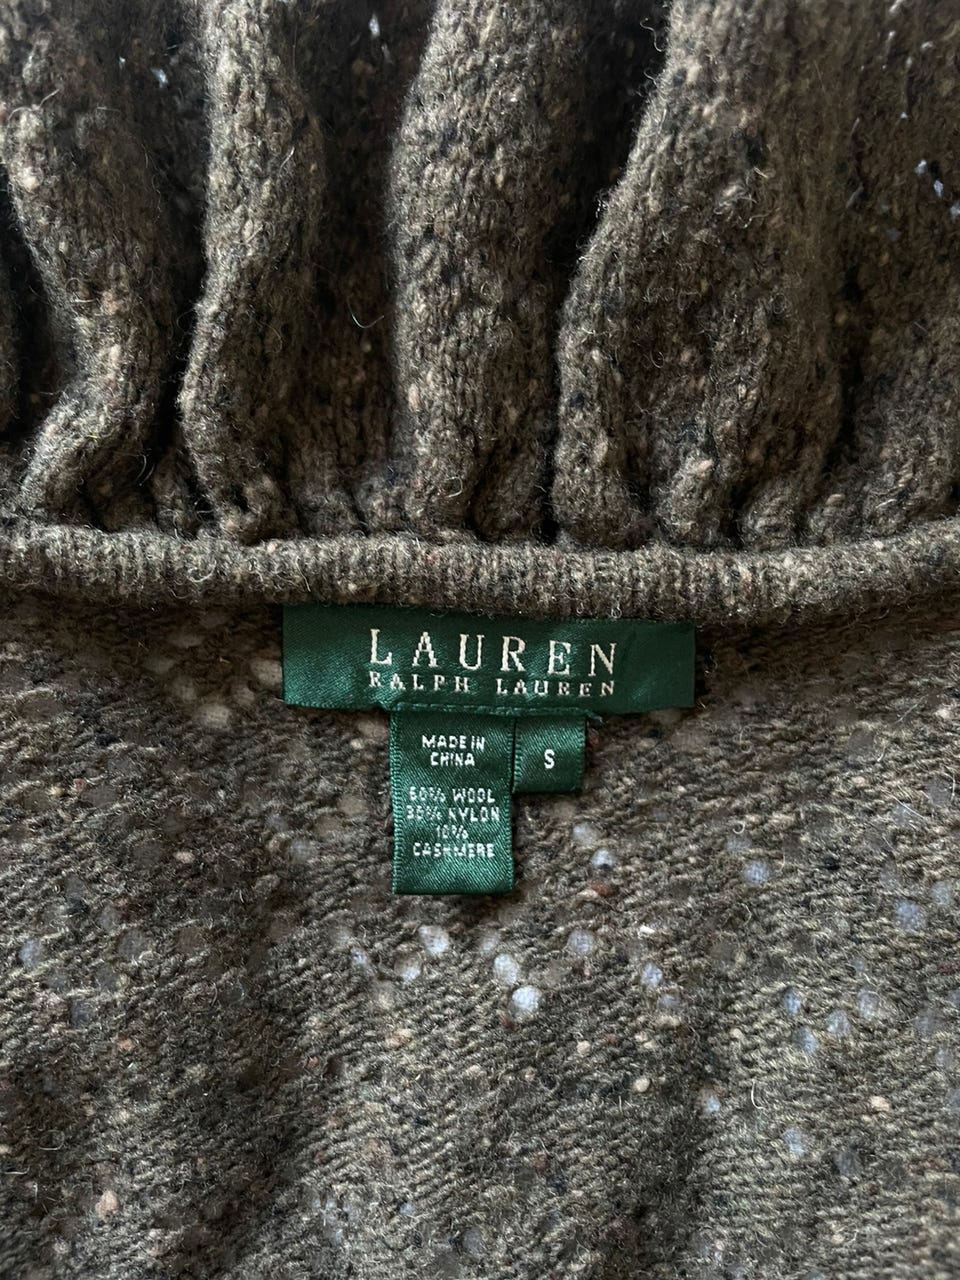 LAUREN
RALPH LAUREN
MADE IN
CHINA
S
60% WOOL
30% NYLON
10%
CASHMERE